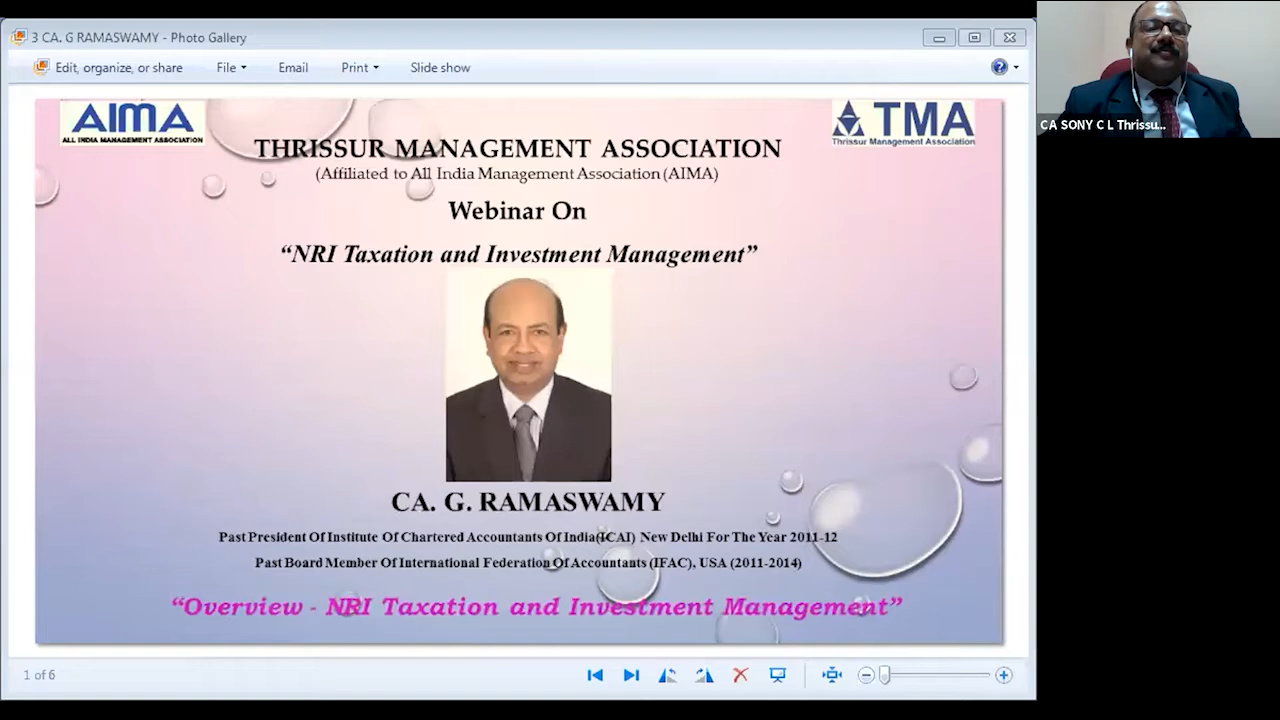 3 CA. G RAMASWAMY - Photo Gallery
Edit, organize, or share File Email Print Slide show
CA SONY C L Thrissu...
AIMA
ALL INDIA MANAGEMENT ASSOCIATION
TMA
Thrissur Management Association
THRISSUR MANAGEMENT ASSOCIATION
(Affiliated to All India Management Association (AIMA)
Webinar On
“NRI Taxation and Investment Management”
CA. G. RAMASWAMY
Past President Of Institute Of Chartered Accountants Of India(ICAI) New Delhi For The Year 2011-12
Past Board Member Of International Federation Of Accountants (IFAC), USA (2011-2014)
“Overview - NRI Taxation and Investment Management”
1 of 6